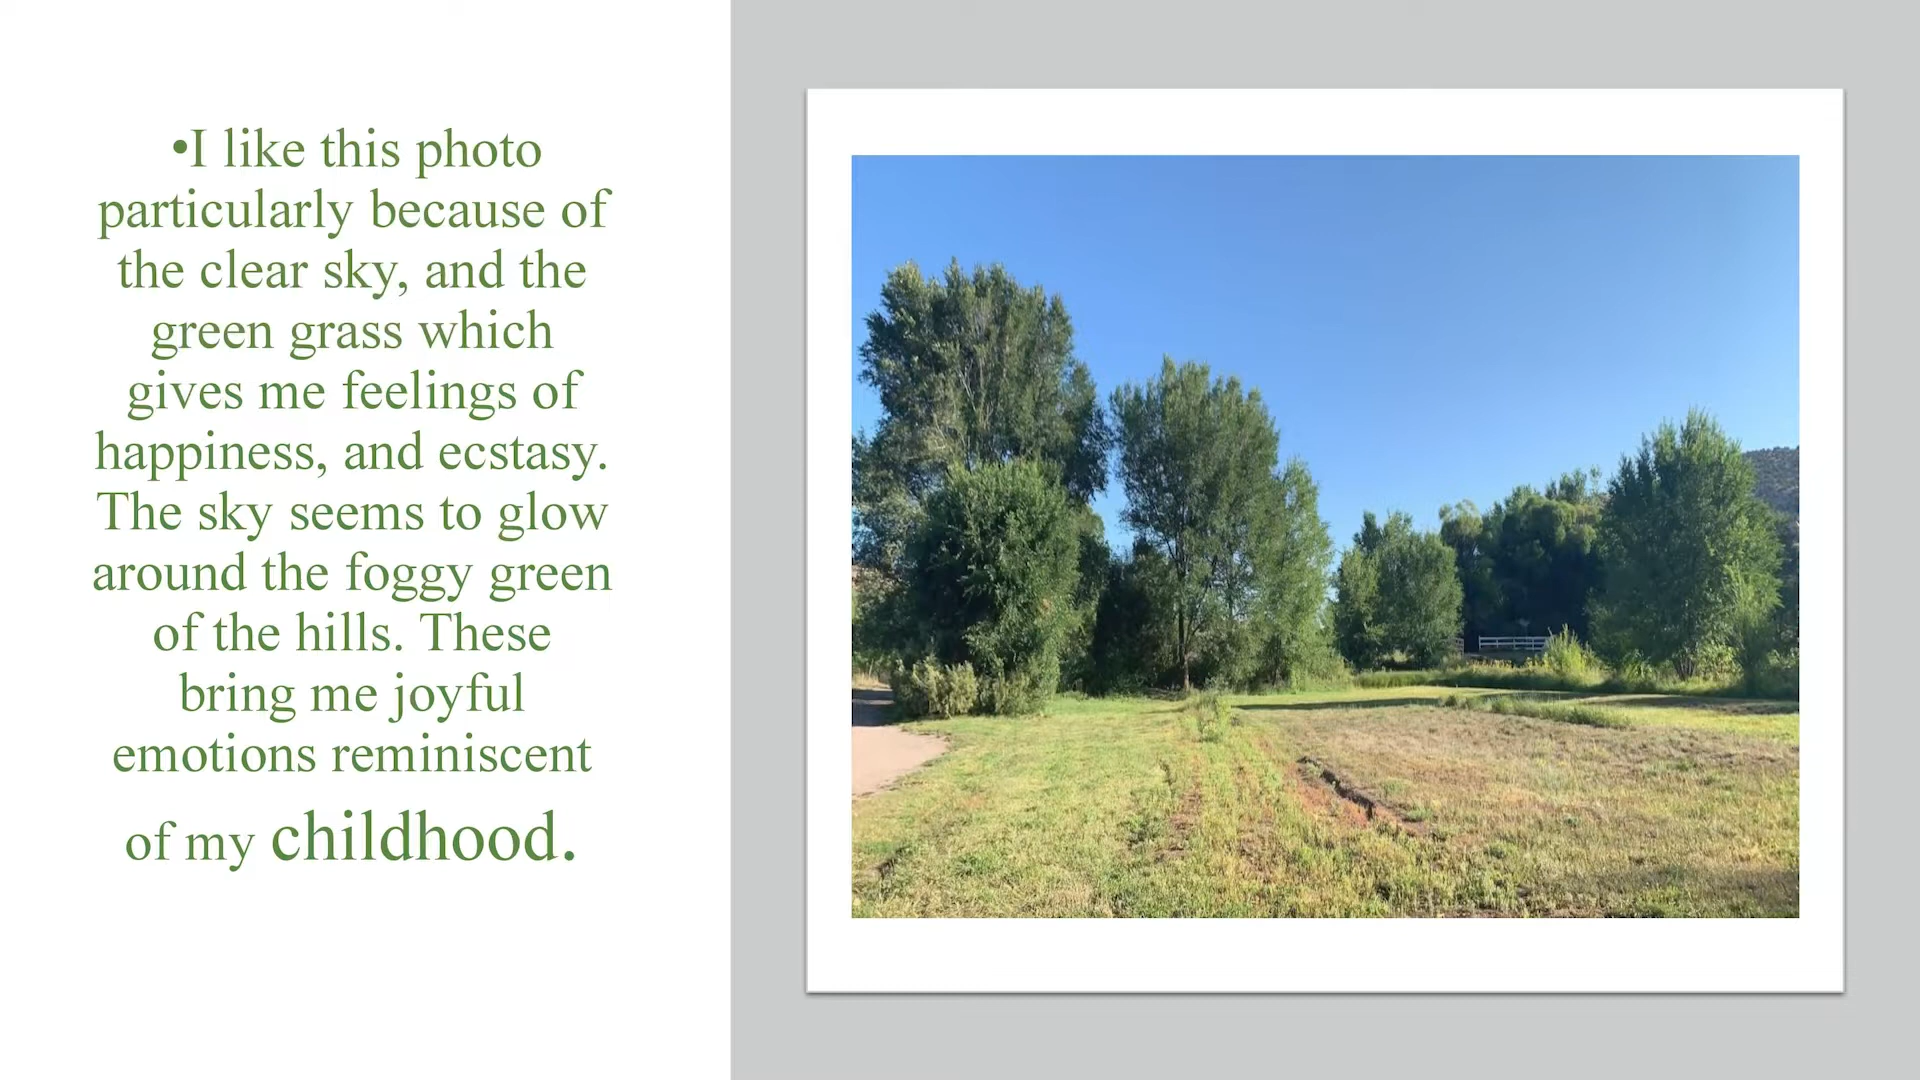 •I like this photo
particularly because of
the clear sky, and the
green grass which
gives me feelings of
happiness, and ecstasy.
The sky seems to glow
around the foggy green
of the hills. These
bring me joyful
emotions reminiscent
of my childhood.